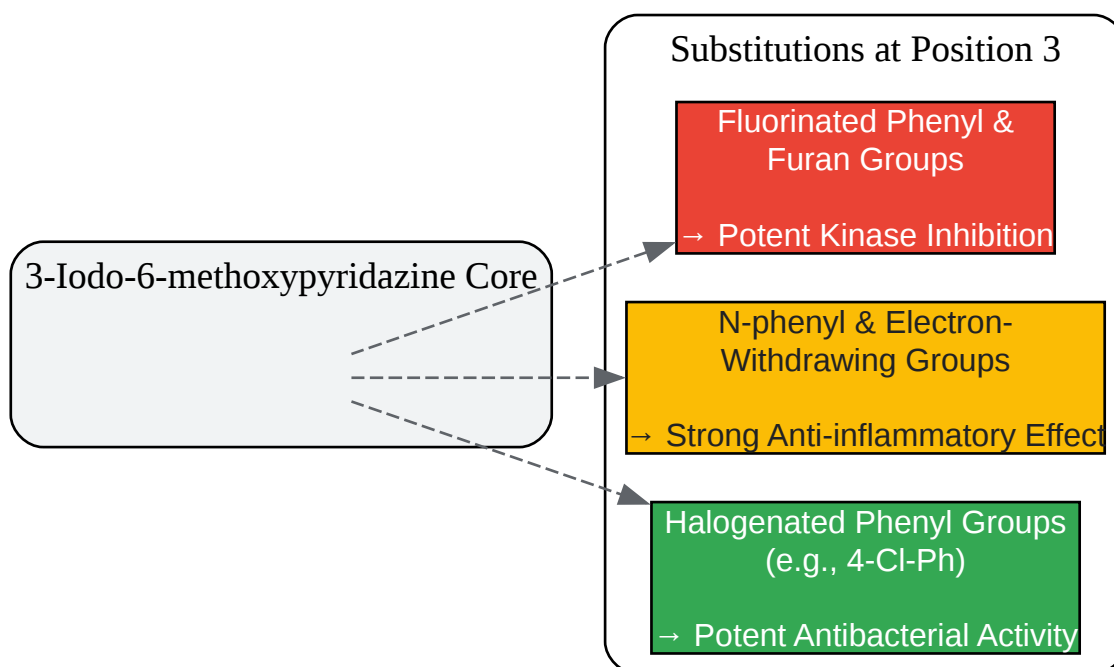 Substitutions at Position 3
Fluorinated Phenyl &
Furan Groups
→ Potent Kinase Inhibition
3-Iodo-6-methoxypyridazine Core
N-phenyl & Electron-
Withdrawing Groups
→ Strong Anti-inflammatory Effect
Halogenated Phenyl Groups
(e.g., 4-Cl-Ph)
→ Potent Antibacterial Activity